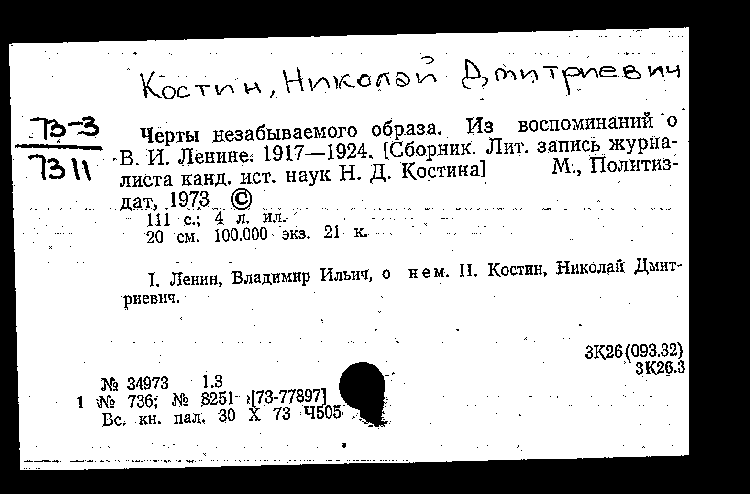 Костин, Николай Дмитриевич
73-3
7311
Черты незабываемого образа. Из воспоминаний о
В. И. Ленине. 1917—1924. [Сборник. Лит. запись журна-
листа канд. ист. наук Н. Д. Костина] М., Политиз-
дат, 1973 ©
111 с.; 4 л. ил.
20 см. 100.000 экз. 21 к.
I. Ленин, Владимир Ильич, о нем. II. Костин, Николай Дмит-
риевич.
3К26(093.32)
3К26.3
№ 34973 1.3
1 № 736; № 8251 [73-77897]
Вс. кн. пал. 30 X 73 Ч505